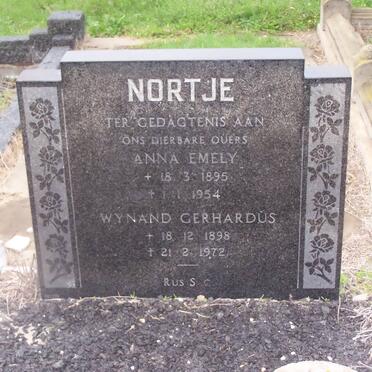 NORTJE
TER GEDAGTENIS AAN
ONS DIERBARE OUERS
ANNA EMELY
+ 18·3·1895
+ 1·1·1954
WYNAND GERHARDUS
+ 18·12·1898
+ 21·2·1972
RUS